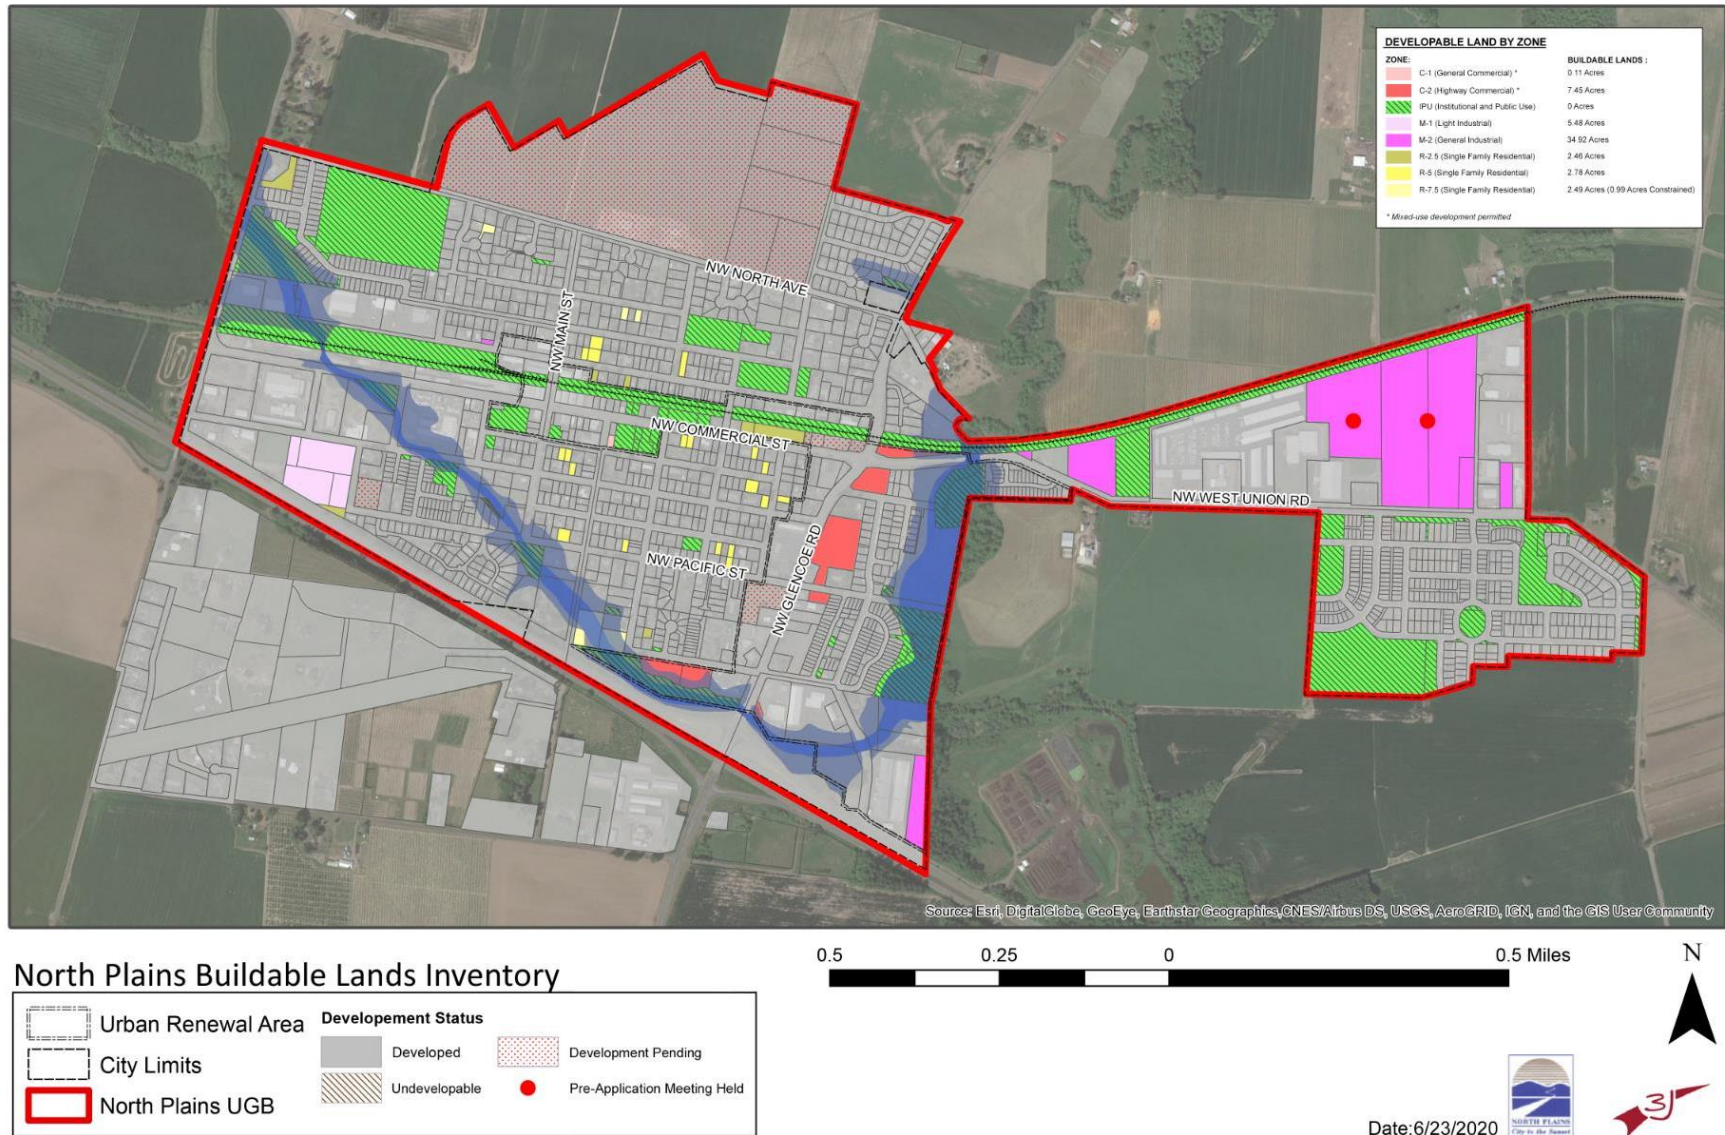 DEVELOPABLE LAND BY ZONE
ZONE: BUILDABLE LANDS :
C-1 (General Commercial) * 0.11 Acres
C-2 (Highway Commercial) * 7.45 Acres
IPU (Institutional and Public Use) 0 Acres
M-1 (Light Industrial) 5.48 Acres
M-2 (General Industrial) 34.92 Acres
R-2.5 (Single Family Residential) 2.46 Acres
R-5 (Single Family Residential) 2.78 Acres
R-7.5 (Single Family Residential) 2.49 Acres (0.99 Acres Constrained)
* Mixed-use development permitted
NW NORTH AVE
NW MAIN ST
NW COMMERCIAL ST
NW WEST UNION RD
NW GLENCOE RD
NW PACIFIC ST
Source: Esri, DigitalGlobe, GeoEye, Earthstar Geographics,CNES/Airbus DS, USGS, AeroGRID, IGN, and the GIS User Community
North Plains Buildable Lands Inventory
0.5 0.25 0 0.5 Miles
N
Urban Renewal Area
City Limits
North Plains UGB
Developement Status
Developed
Development Pending
Undevelopable
Pre-Application Meeting Held
Date:6/23/2020
NORTH PLAINS
City to the Sunset
3J